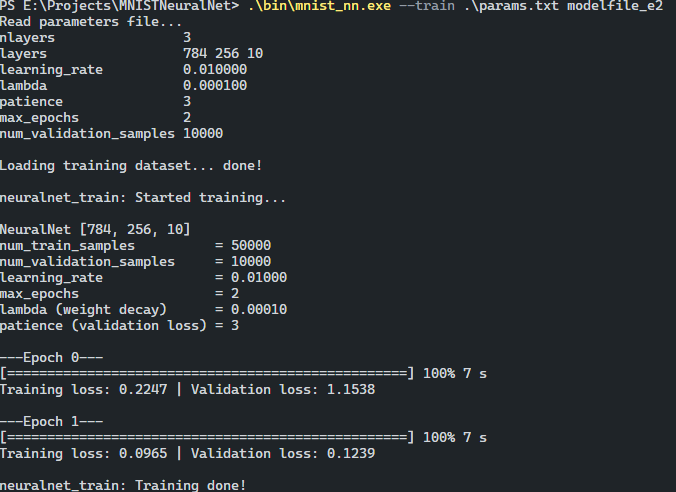 PS E:\Projects\MNISTNeuralNet> .\bin\mnist_nn.exe --train .\params.txt modelfile_e2
Read parameters file...
nlayers 3
layers 784 256 10
learning_rate 0.010000
lambda 0.000100
patience 3
max_epochs 2
num_validation_samples 10000
Loading training dataset... done!
neuralnet_train: Started training...
NeuralNet [784, 256, 10]
num_train_samples = 50000
num_validation_samples = 10000
learning_rate = 0.01000
max_epochs = 2
lambda (weight decay) = 0.00010
patience (validation loss) = 3
---Epoch 0---
[==================================================] 100% 7 s
Training loss: 0.2247 | Validation loss: 1.1538
---Epoch 1---
[==================================================] 100% 7 s
Training loss: 0.0965 | Validation loss: 0.1239
neuralnet_train: Training done!